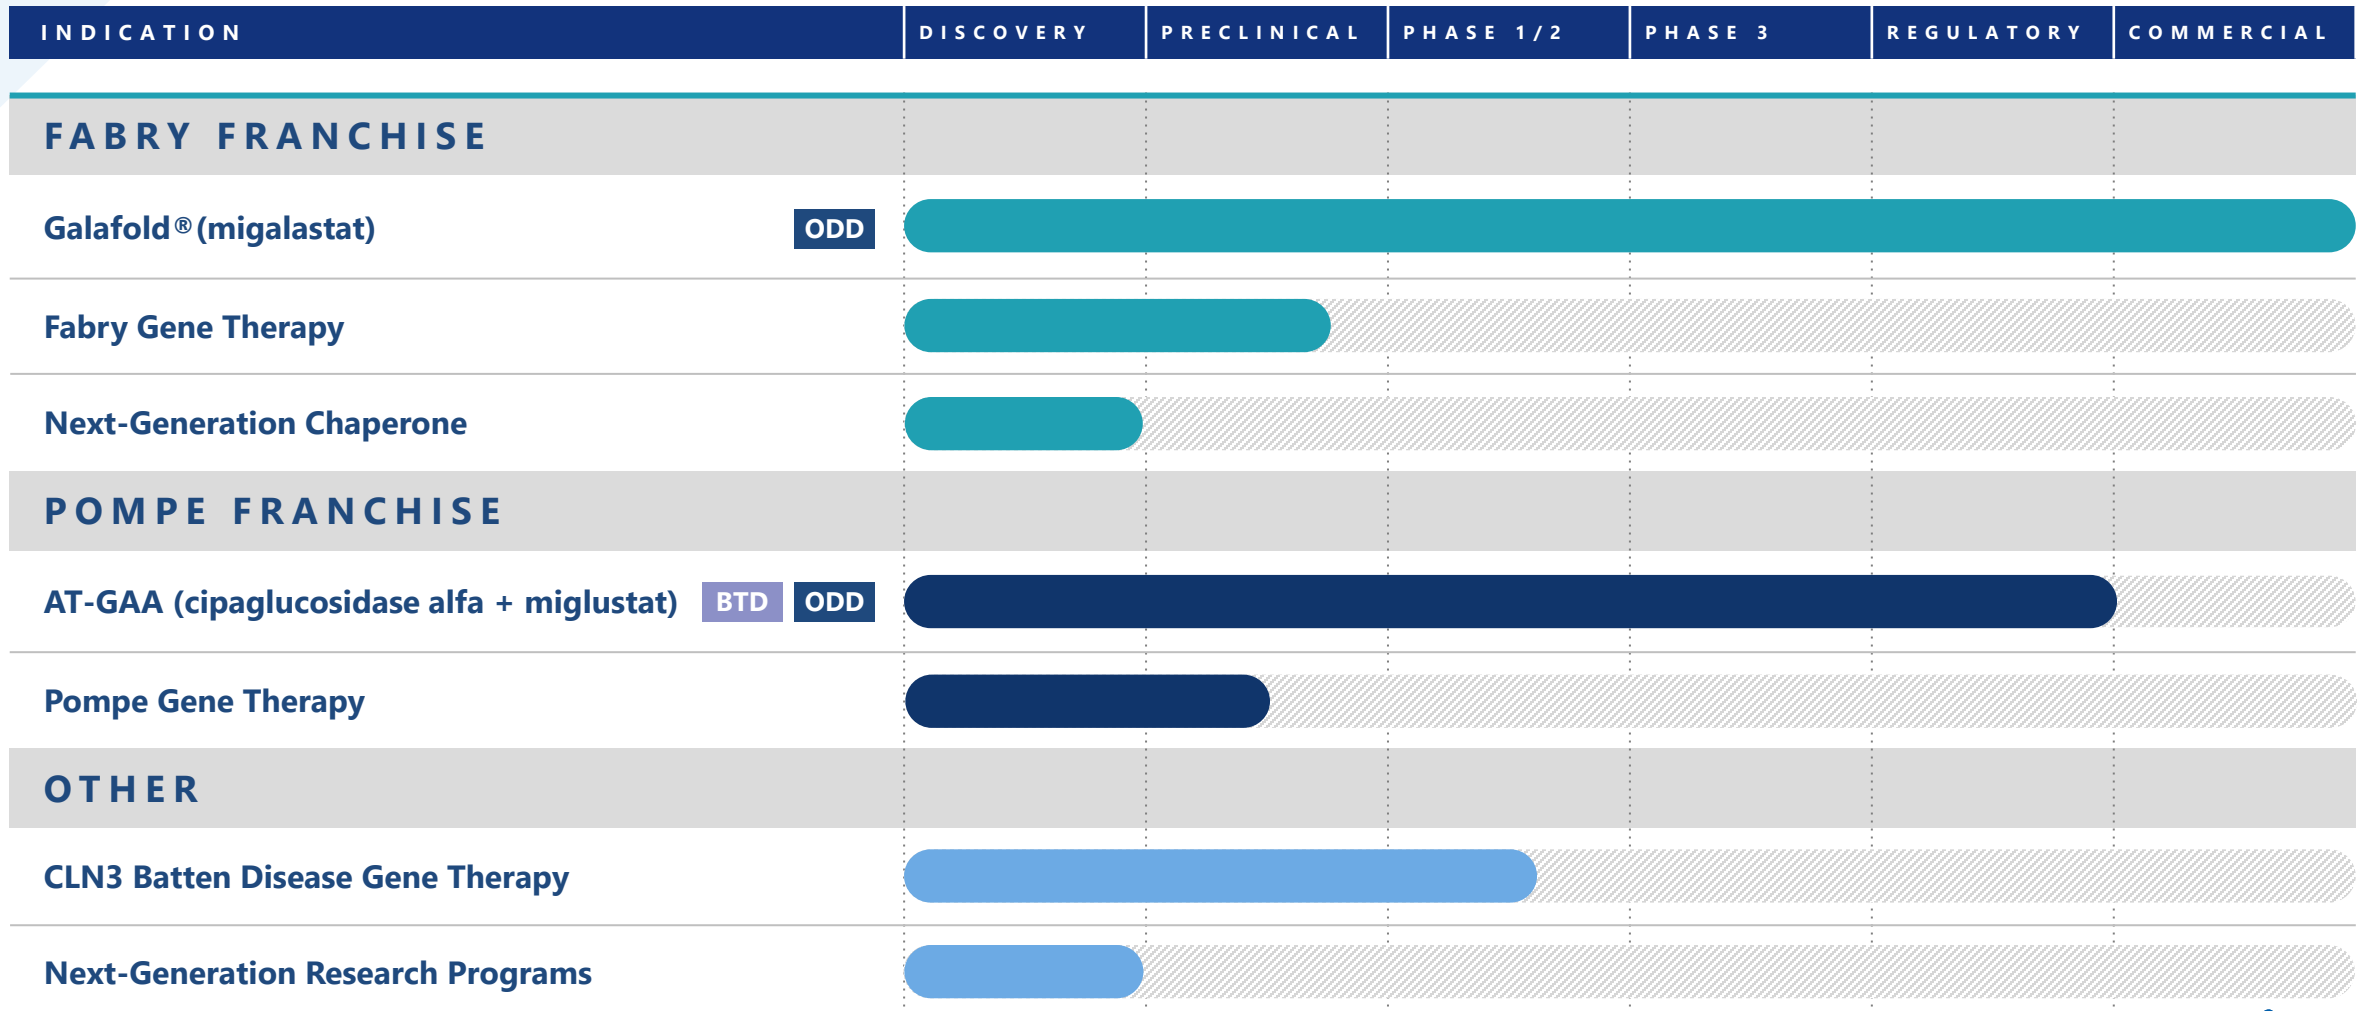 INDICATION DISCOVERY PRECLINICAL PHASE 1/2 PHASE 3 REGULATORY COMMERCIAL
FABRY FRANCHISE
Galafold®(migalastat) ODD
Fabry Gene Therapy
Next-Generation Chaperone
POMPE FRANCHISE
AT-GAA (cipaglucosidase alfa + miglustat) BTD ODD
Pompe Gene Therapy
OTHER
CLN3 Batten Disease Gene Therapy
Next-Generation Research Programs